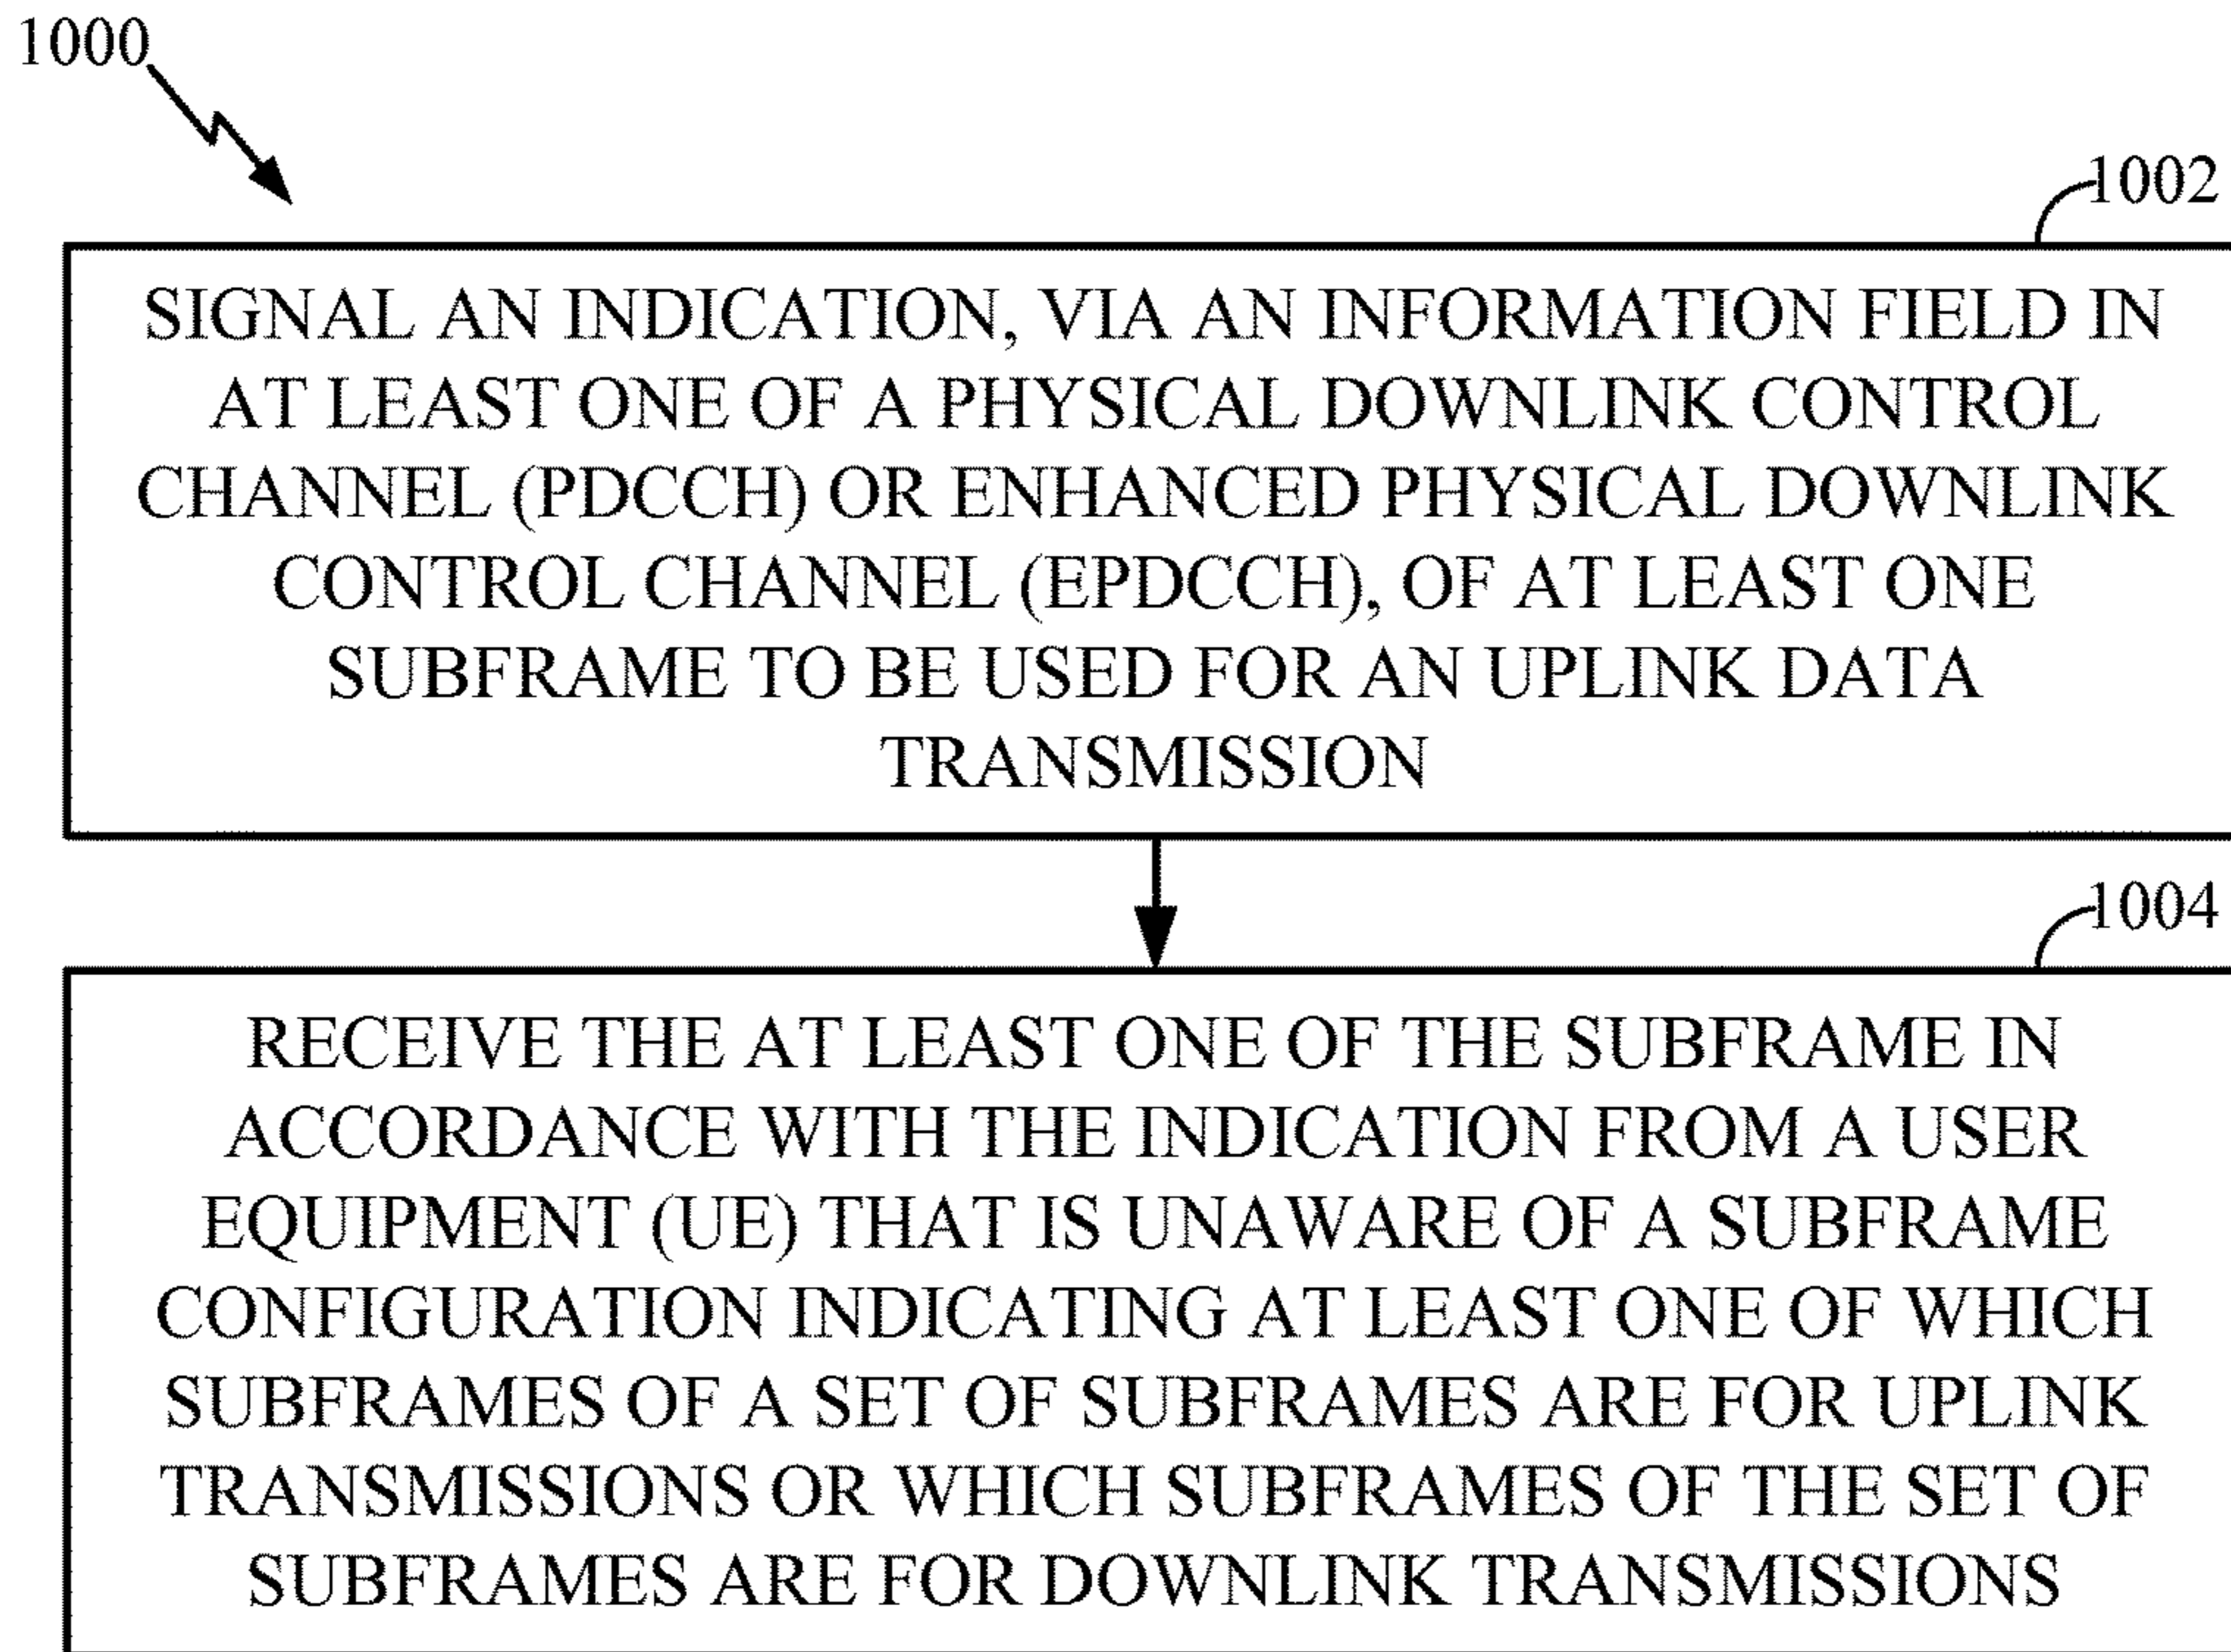 1000
1002
SIGNAL AN INDICATION, VIA AN INFORMATION FIELD IN
AT LEAST ONE OF A PHYSICAL DOWNLINK CONTROL
CHANNEL (PDCCH) OR ENHANCED PHYSICAL DOWNLINK
CONTROL CHANNEL (EPDCCH), OF AT LEAST ONE
SUBFRAME TO BE USED FOR AN UPLINK DATA
TRANSMISSION
1004
RECEIVE THE AT LEAST ONE OF THE SUBFRAME IN
ACCORDANCE WITH THE INDICATION FROM A USER
EQUIPMENT (UE) THAT IS UNAWARE OF A SUBFRAME
CONFIGURATION INDICATING AT LEAST ONE OF WHICH
SUBFRAMES OF A SET OF SUBFRAMES ARE FOR UPLINK
TRANSMISSIONS OR WHICH SUBFRAMES OF THE SET OF
SUBFRAMES ARE FOR DOWNLINK TRANSMISSIONS